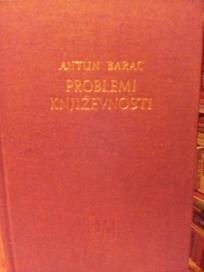 ANTUN BARAC
PROBLEMI
KNJIŽEVNOSTI